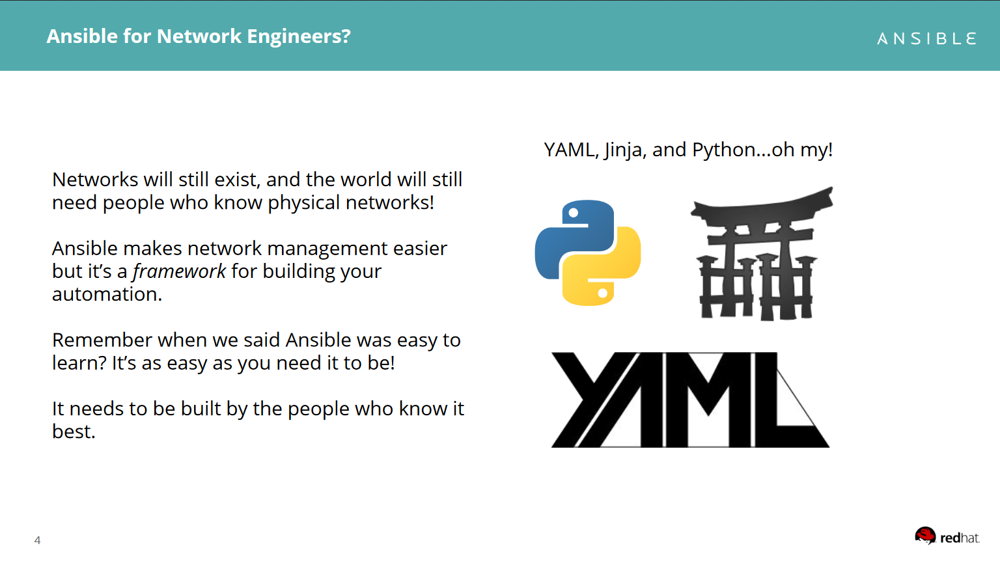 Ansible for Network Engineers?
ANSIBLE
YAML, Jinja, and Python...oh my!
Networks will still exist, and the world will still
need people who know physical networks!
Ansible makes network management easier
but it’s a framework for building your
automation.
Remember when we said Ansible was easy to
learn? It’s as easy as you need it to be!
It needs to be built by the people who know it
best.
YAML
4
redhat.